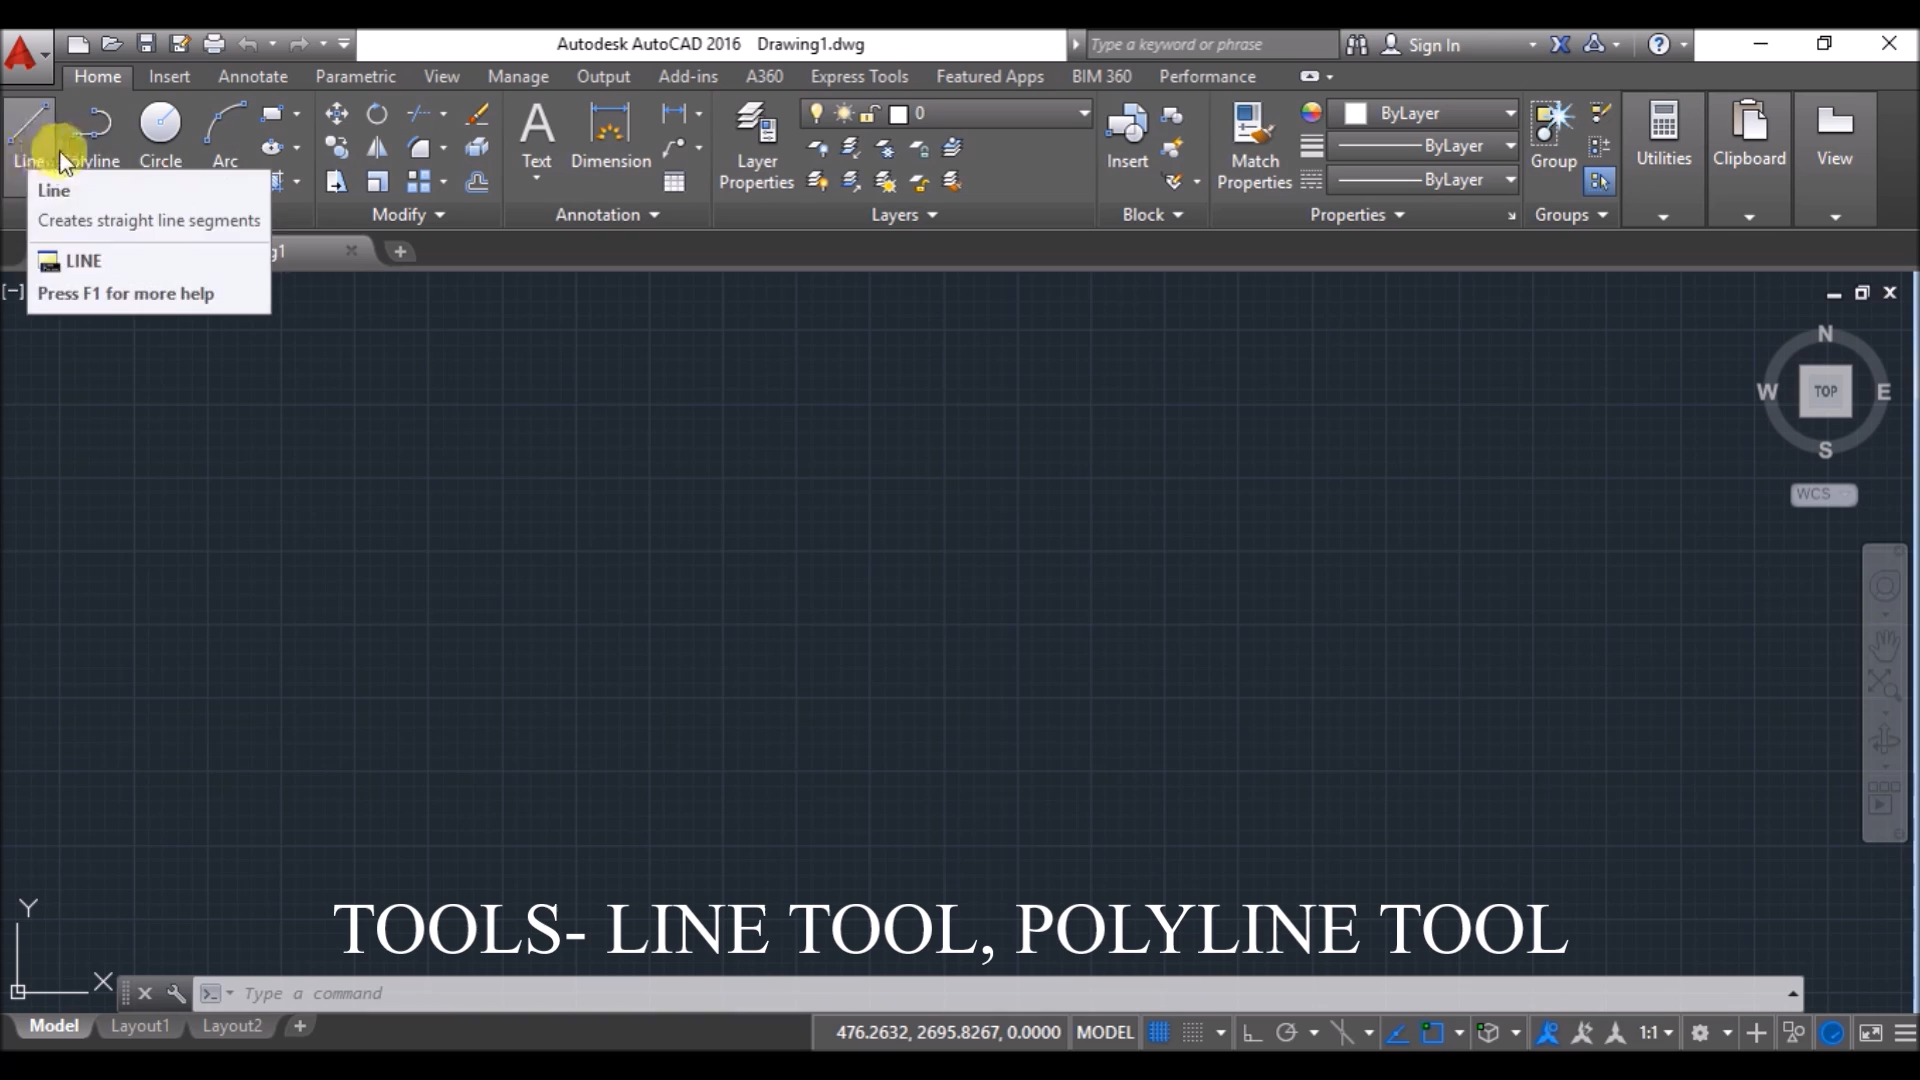 Autodesk AutoCAD 2016 Drawing1.dwg
Type a keyword or phrase
Sign In
Home Insert Annotate Parametric View Manage Output Add-ins A360 Express Tools Featured Apps BIM 360 Performance
Line
Circle
Arc
Text
Dimension
Layer
Properties
0
Insert
Match
Properties
ByLayer
ByLayer
ByLayer
Group
Utilities
Clipboard
View
Modify
Annotation
Layers
Block
Properties
Groups
Line
Creates straight line segments
LINE
Press F1 for more help
[−]
N
W
TOP
E
S
WCS
Y
TOOLS- LINE TOOL, POLYLINE TOOL
X
Type a command
Model Layout1 Layout2
476.2632, 2695.8267, 0.0000 MODEL
1:1